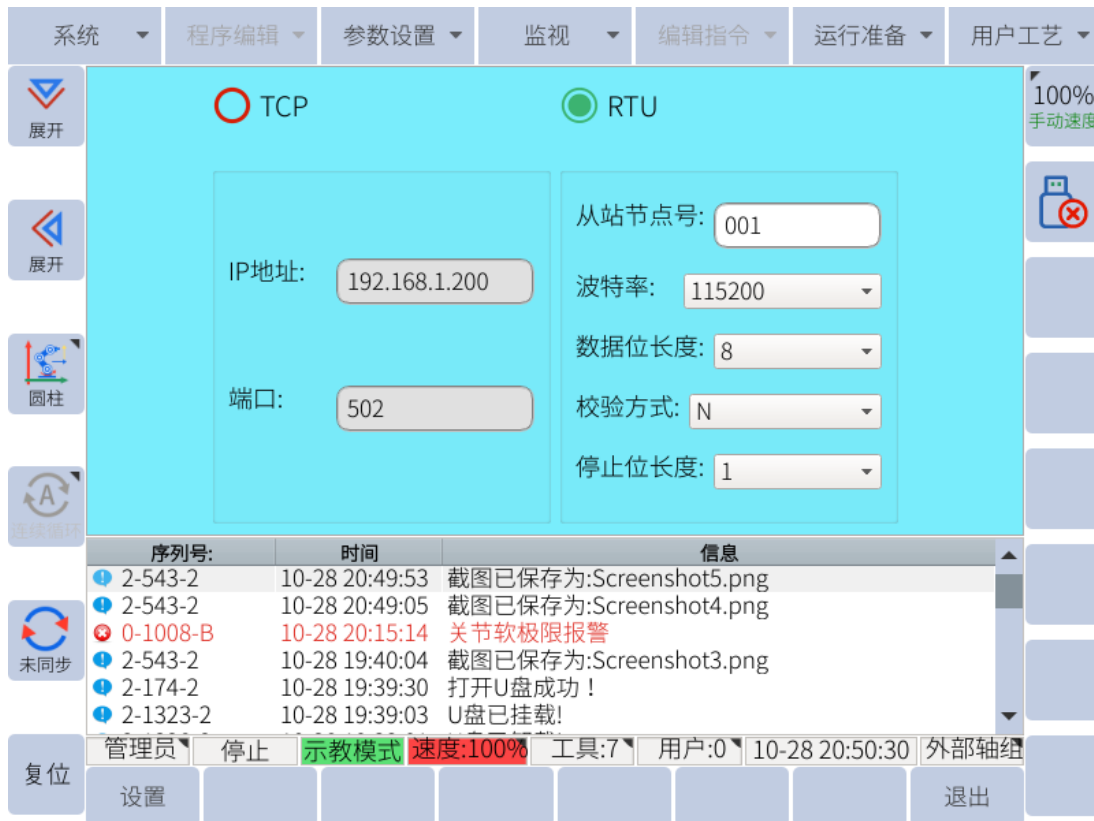 系统 程序编辑 参数设置 监视 编辑指令 运行准备 用户工艺
展开
TCP RTU
100%
手动速度
展开
从站节点号: 001
IP地址: 192.168.1.200
波特率: 115200
数据位长度: 8
圆柱
端口: 502
校验方式: N
停止位长度: 1
A
连续循环
序列号: 时间 信息
2-543-2 10-28 20:49:53 截图已保存为:Screenshot5.png
2-543-2 10-28 20:49:05 截图已保存为:Screenshot4.png
0-1008-B 10-28 20:15:14 关节软极限报警
2-543-2 10-28 19:40:04 截图已保存为:Screenshot3.png
未同步
2-174-2 10-28 19:39:30 打开U盘成功！
2-1323-2 10-28 19:39:03 U盘已挂载!
管理员 停止 示教模式 速度:100% 工具:7 用户:0 10-28 20:50:30 外部轴组
复位
设置 退出